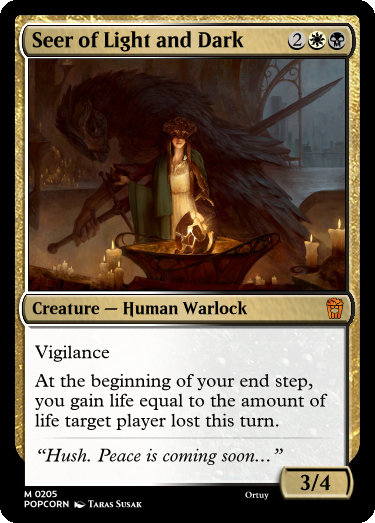 Seer of Light and Dark 2
Creature — Human Warlock
Vigilance
At the beginning of your end step,
you gain life equal to the amount of
life target player lost this turn.
“Hush. Peace is coming soon…”
3/4
M 0205
POPCORN Taras Susak
Ortuy